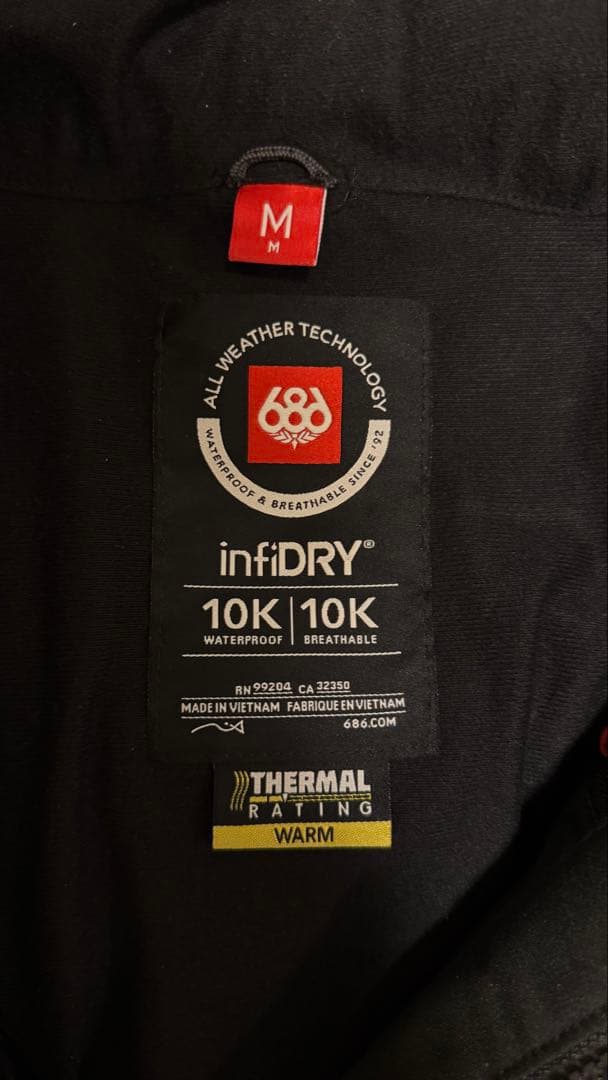 M
M
ALL WEATHER TECHNOLOGY
686
WATERPROOF & BREATHABLE SINCE '92
infiDRY®
10K | 10K
WATERPROOF BREATHABLE
RN 99204 CA 32350
MADE IN VIETNAM FABRIQUE EN VIETNAM
686.COM
THERMAL
RATING
WARM